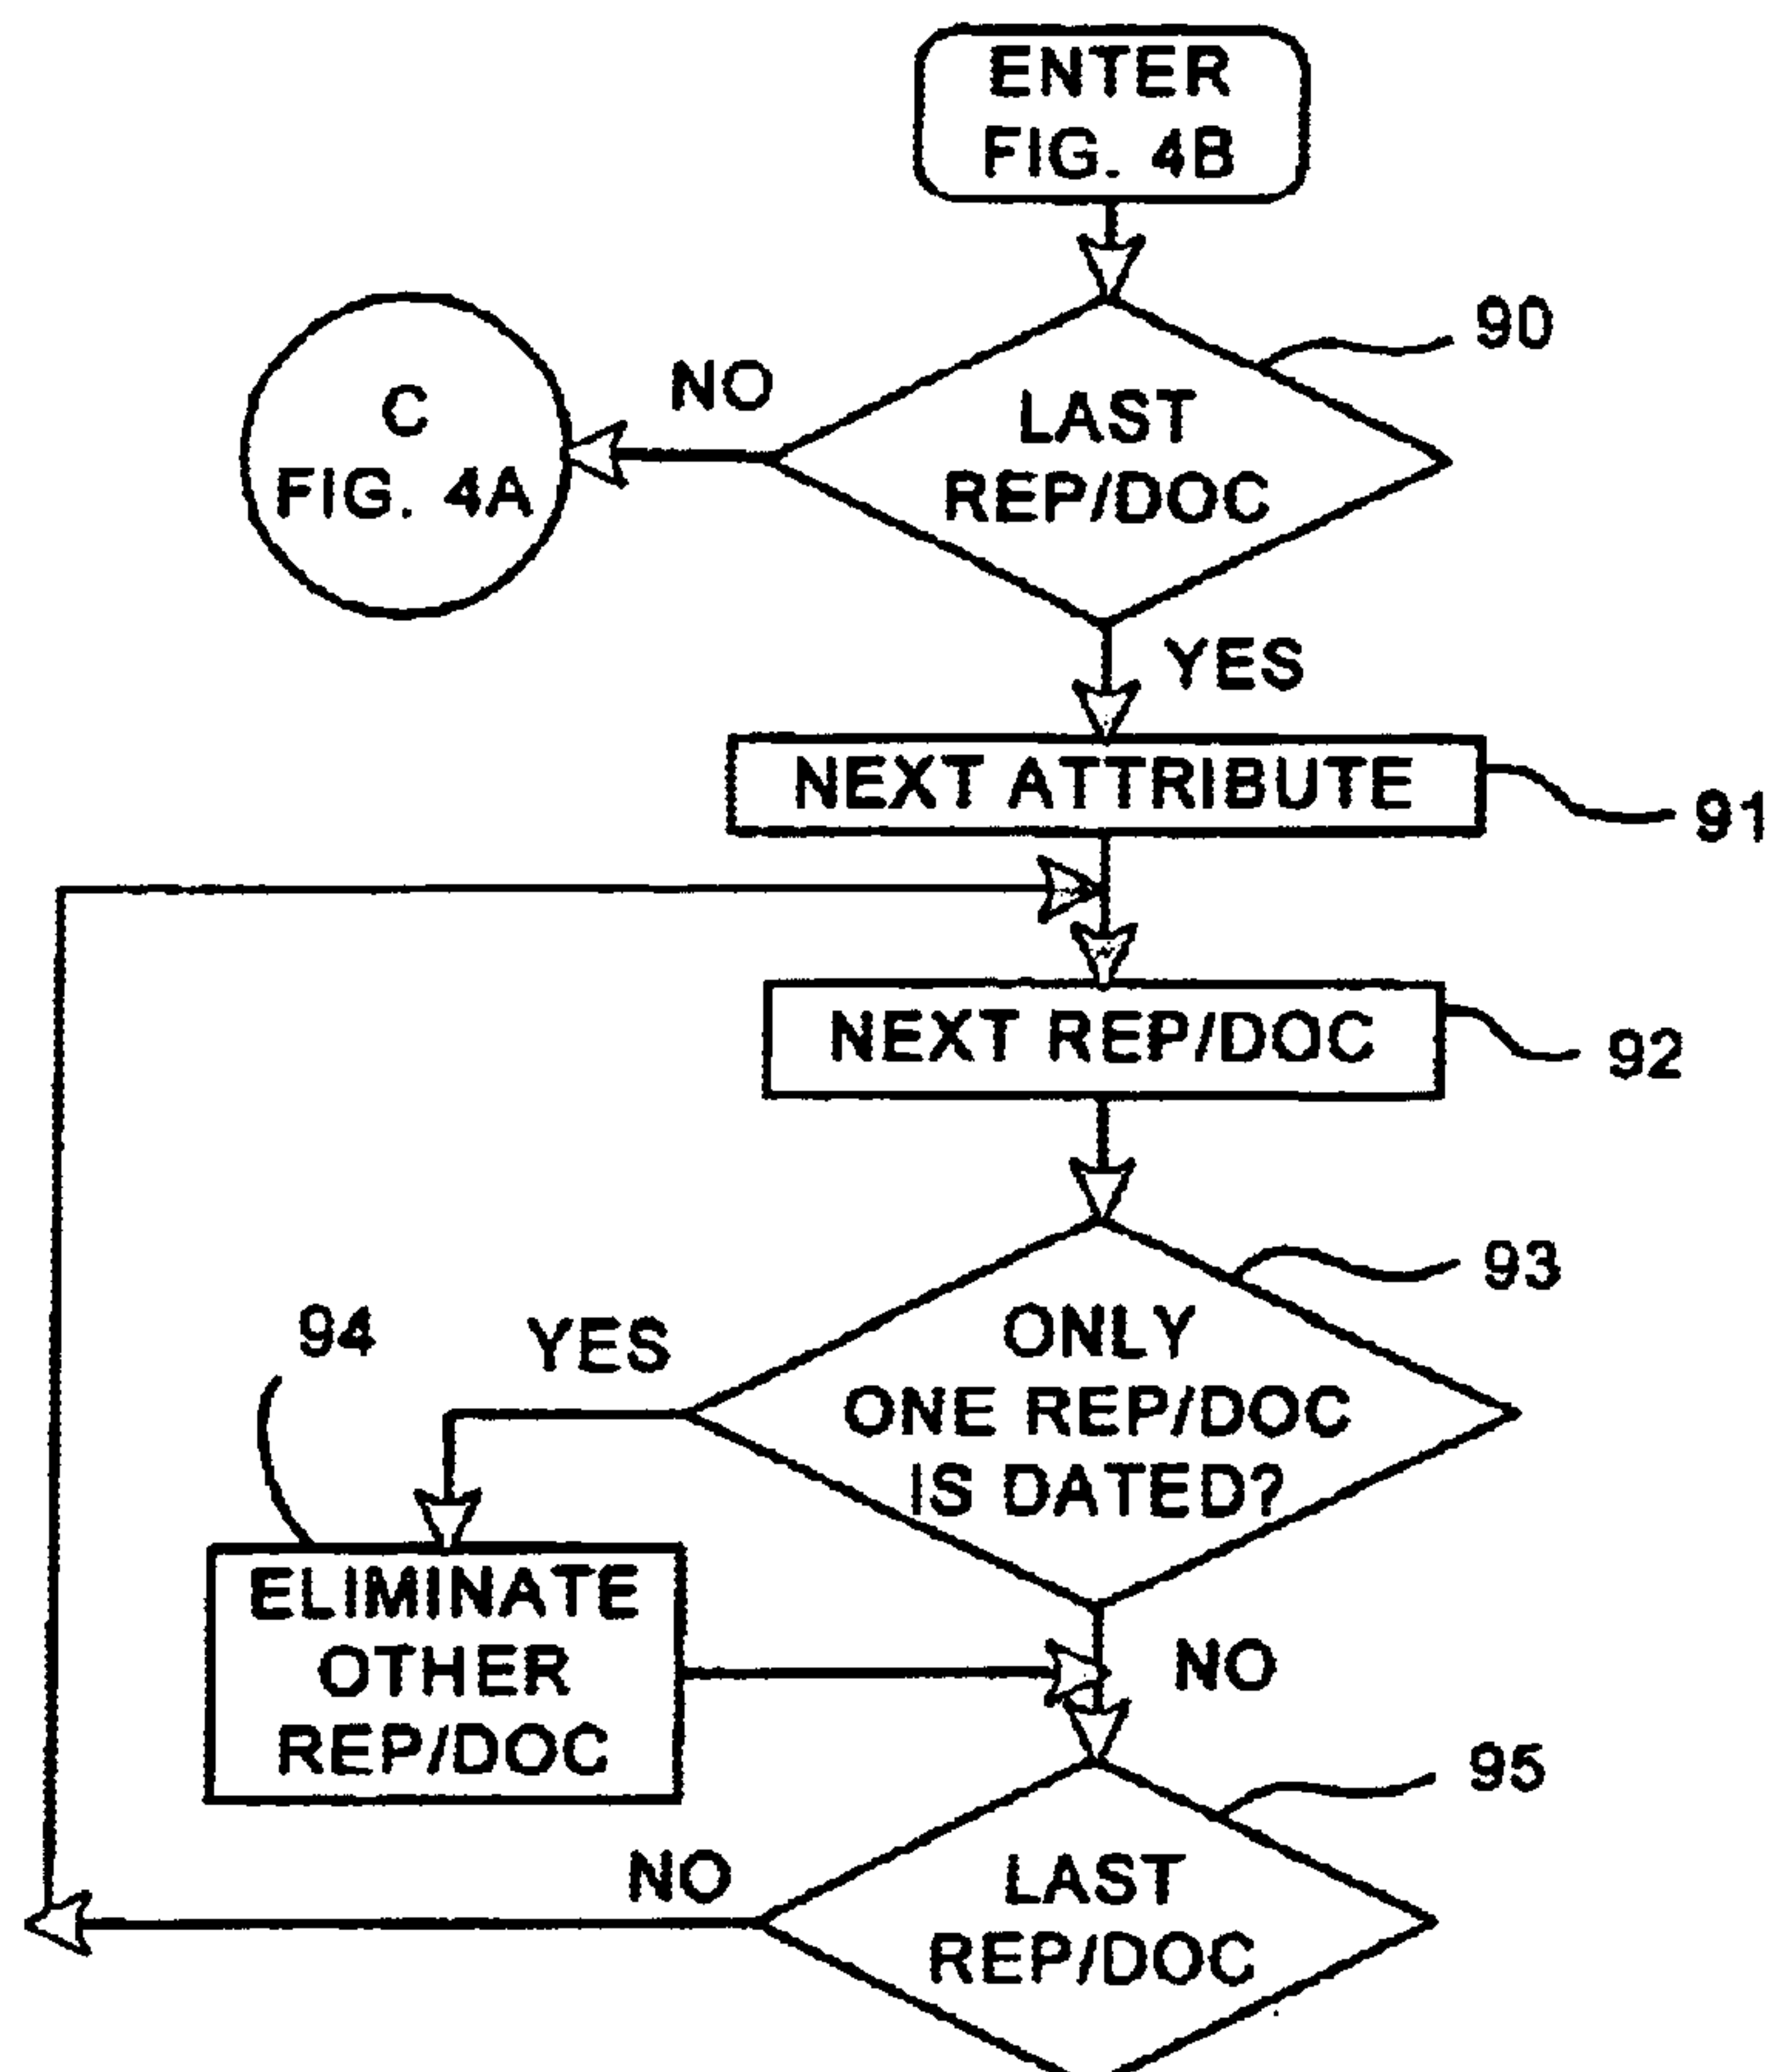 ENTER
FIG. 4B
90
NO
C
FIG. 4A
LAST
REP/DOC
YES
NEXT ATTRIBUTE
91
NEXT REP/DOC
92
93
94
YES
ONLY
ONE REP/DOC
IS DATED?
ELIMINATE
OTHER
REP/DOC
NO
95
NO
LAST
REP/DOC